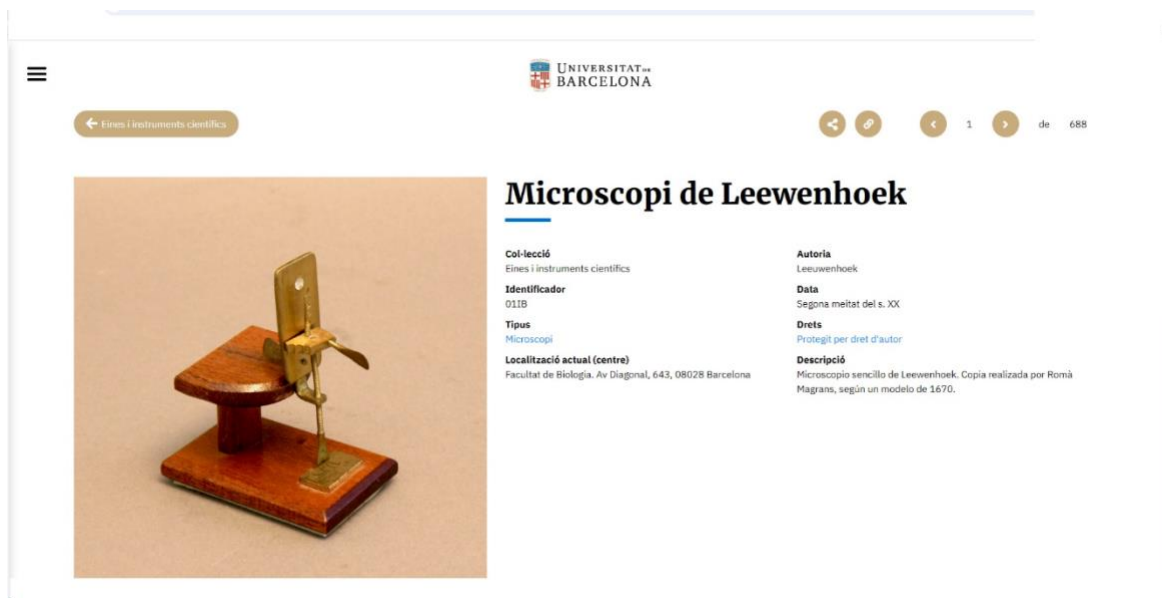 UNIVERSITAT DE
BARCELONA
Eines i instruments científics
1 de 688
Microscopi de Leewenhoek
Col·lecció
Eines i instruments científics
Identificador
01IB
Tipus
Microscopi
Localització actual (centre)
Facultat de Biologia. Av Diagonal, 643, 08028 Barcelona
Autoria
Leeuwenhoek
Data
Segona meitat del s. XX
Drets
Protegit per dret d'autor
Descripció
Microscopio sencillo de Leewenhoek. Copia realizada por Romà
Magrans, según un modelo de 1670.